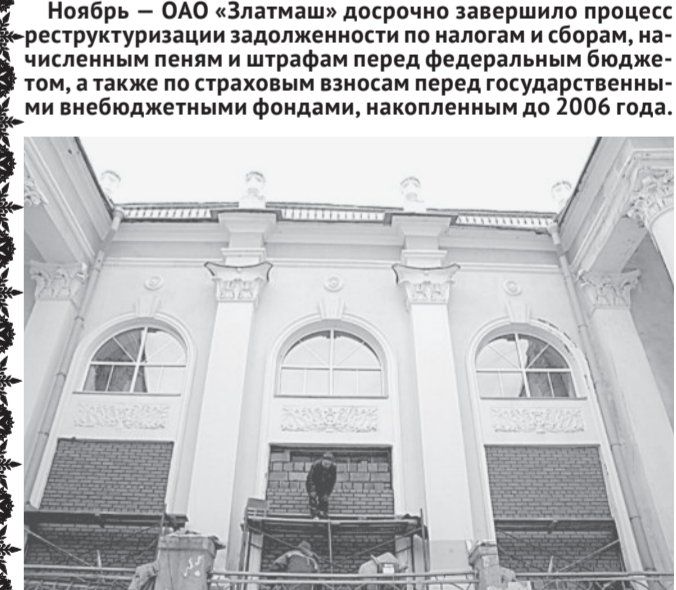 Ноябрь — ОАО «Златмаш» досрочно завершило процесс
реструктуризации задолженности по налогам и сборам, на-
численным пеням и штрафам перед федеральным бюдже-
том, а также по страховым взносам перед государственны-
ми внебюджетными фондами, накопленным до 2006 года.